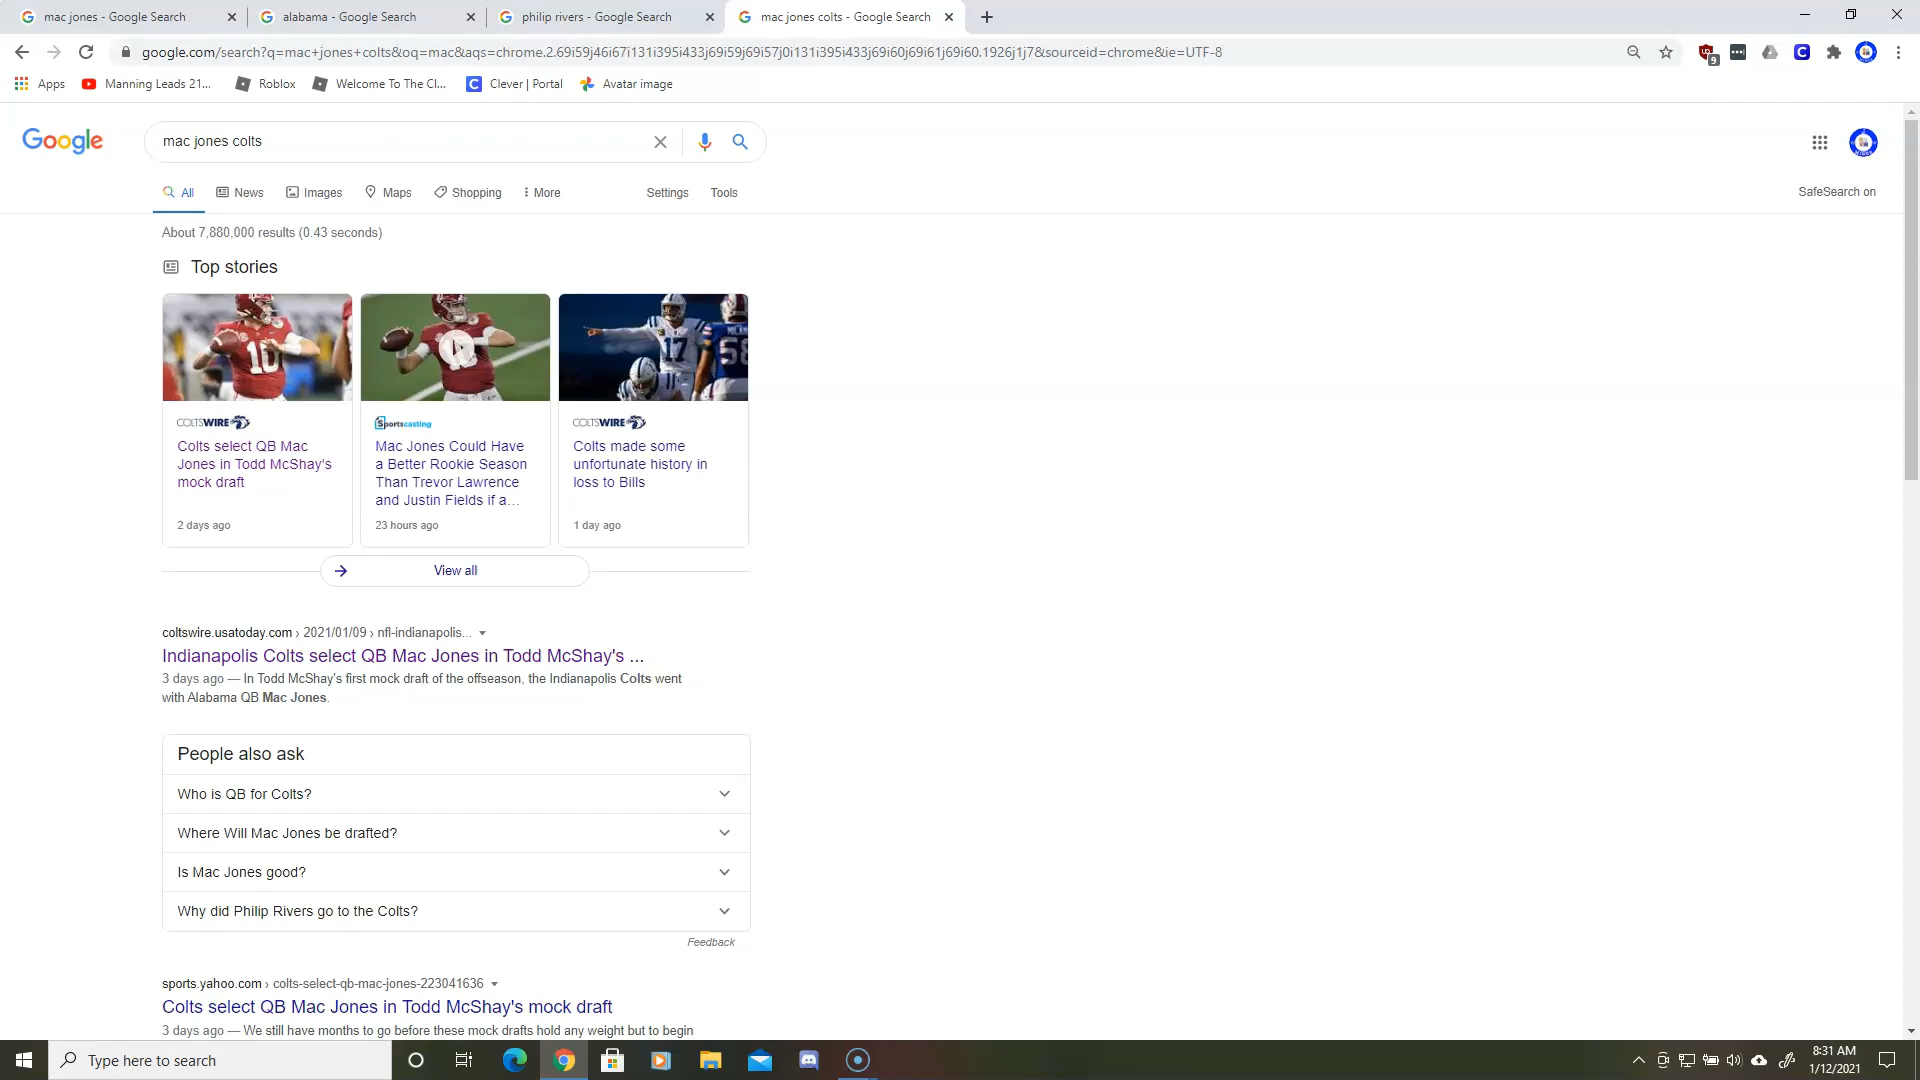 mac jones - Google Search
alabama - Google Search
philip rivers - Google Search
mac jones colts - Google Search
google.com/search?q=mac+jones+colts&oq=mac&aqs=chrome.2.69i59j46i67i131i395i433j69i59j69i57j0i131i395i433j69i60j69i61j69i60.1926j1j7&sourceid=chrome&ie=UTF-8
9
Apps
Manning Leads 21...
Roblox
Welcome To The Cl...
Clever | Portal
Avatar image
Google
mac jones colts
All
News
Images
Maps
Shopping
More
Settings
Tools
SafeSearch on
About 7,880,000 results (0.43 seconds)
Top stories
COLTSWIRE
Colts select QB Mac
Jones in Todd McShay's
mock draft
2 days ago
Sportscasting
Mac Jones Could Have
a Better Rookie Season
Than Trevor Lawrence
and Justin Fields if a...
23 hours ago
17
58
COLTSWIRE
Colts made some
unfortunate history in
loss to Bills
1 day ago
10
View all
coltswire.usatoday.com › 2021/01/09 › nfl-indianapolis...
Indianapolis Colts select QB Mac Jones in Todd McShay's ...
3 days ago — In Todd McShay's first mock draft of the offseason, the Indianapolis Colts went
with Alabama QB Mac Jones.
People also ask
Who is QB for Colts?
Where Will Mac Jones be drafted?
Is Mac Jones good?
Why did Philip Rivers go to the Colts?
Feedback
sports.yahoo.com › colts-select-qb-mac-jones-223041636
Colts select QB Mac Jones in Todd McShay's mock draft
3 days ago — We still have months to go before these mock drafts hold any weight but to begin
Type here to search
8:31 AM
1/12/2021